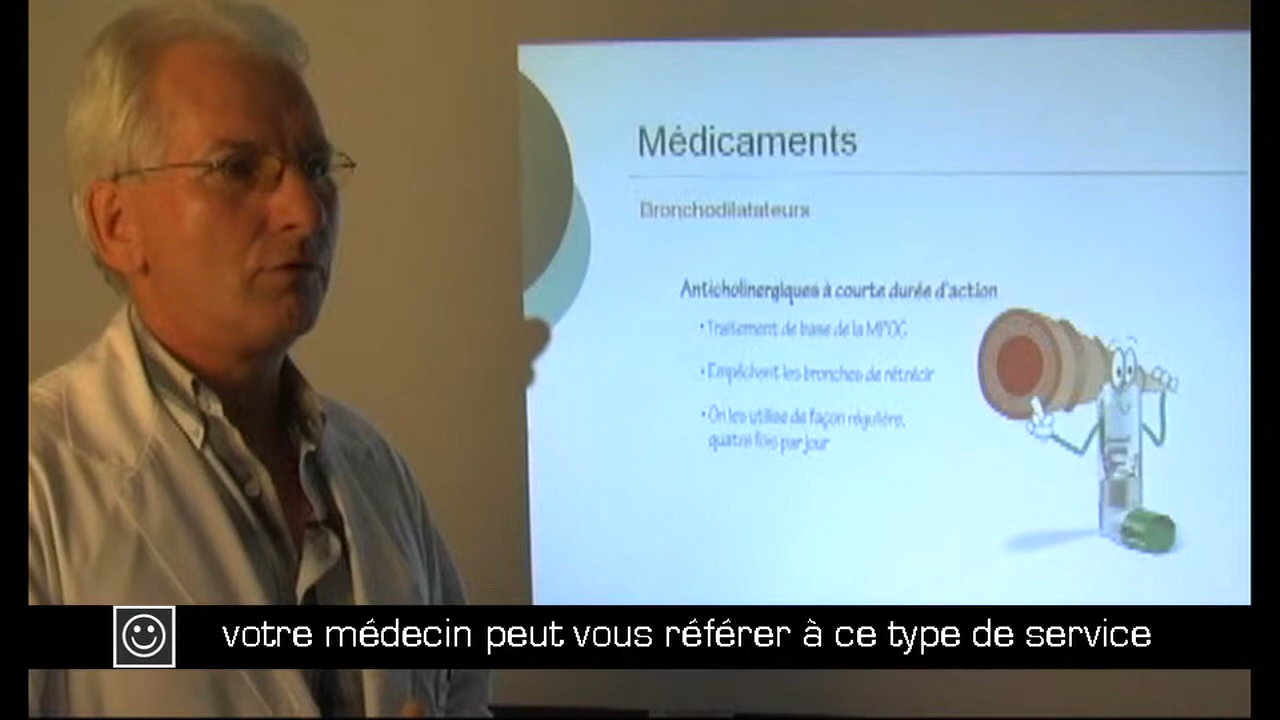 Médicaments
Bronchodilatateurs
Anticholinergiques à courte durée d'action
• Traitement de base de la MPOC
• Empêchent les bronches de rétrécir
• On les utilise de façon régulière,
quatre fois par jour
votre médecin peut vous référer à ce type de service